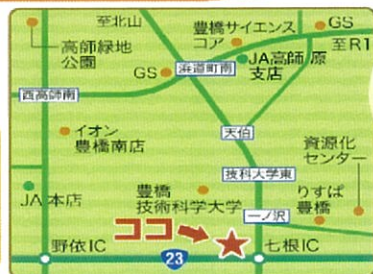 至北山
GS
高師緑地
公園
豊橋サイエンス
コア
至R1
JA高師原
支店
GS
浜道町南
西高師南
イオン
豊橋南店
天伯
資源化
センター
技科大学東
JA本店
豊橋
技術科学大学
りすぱ
豊橋
一ノ沢
ココ
野依IC
23
七根IC